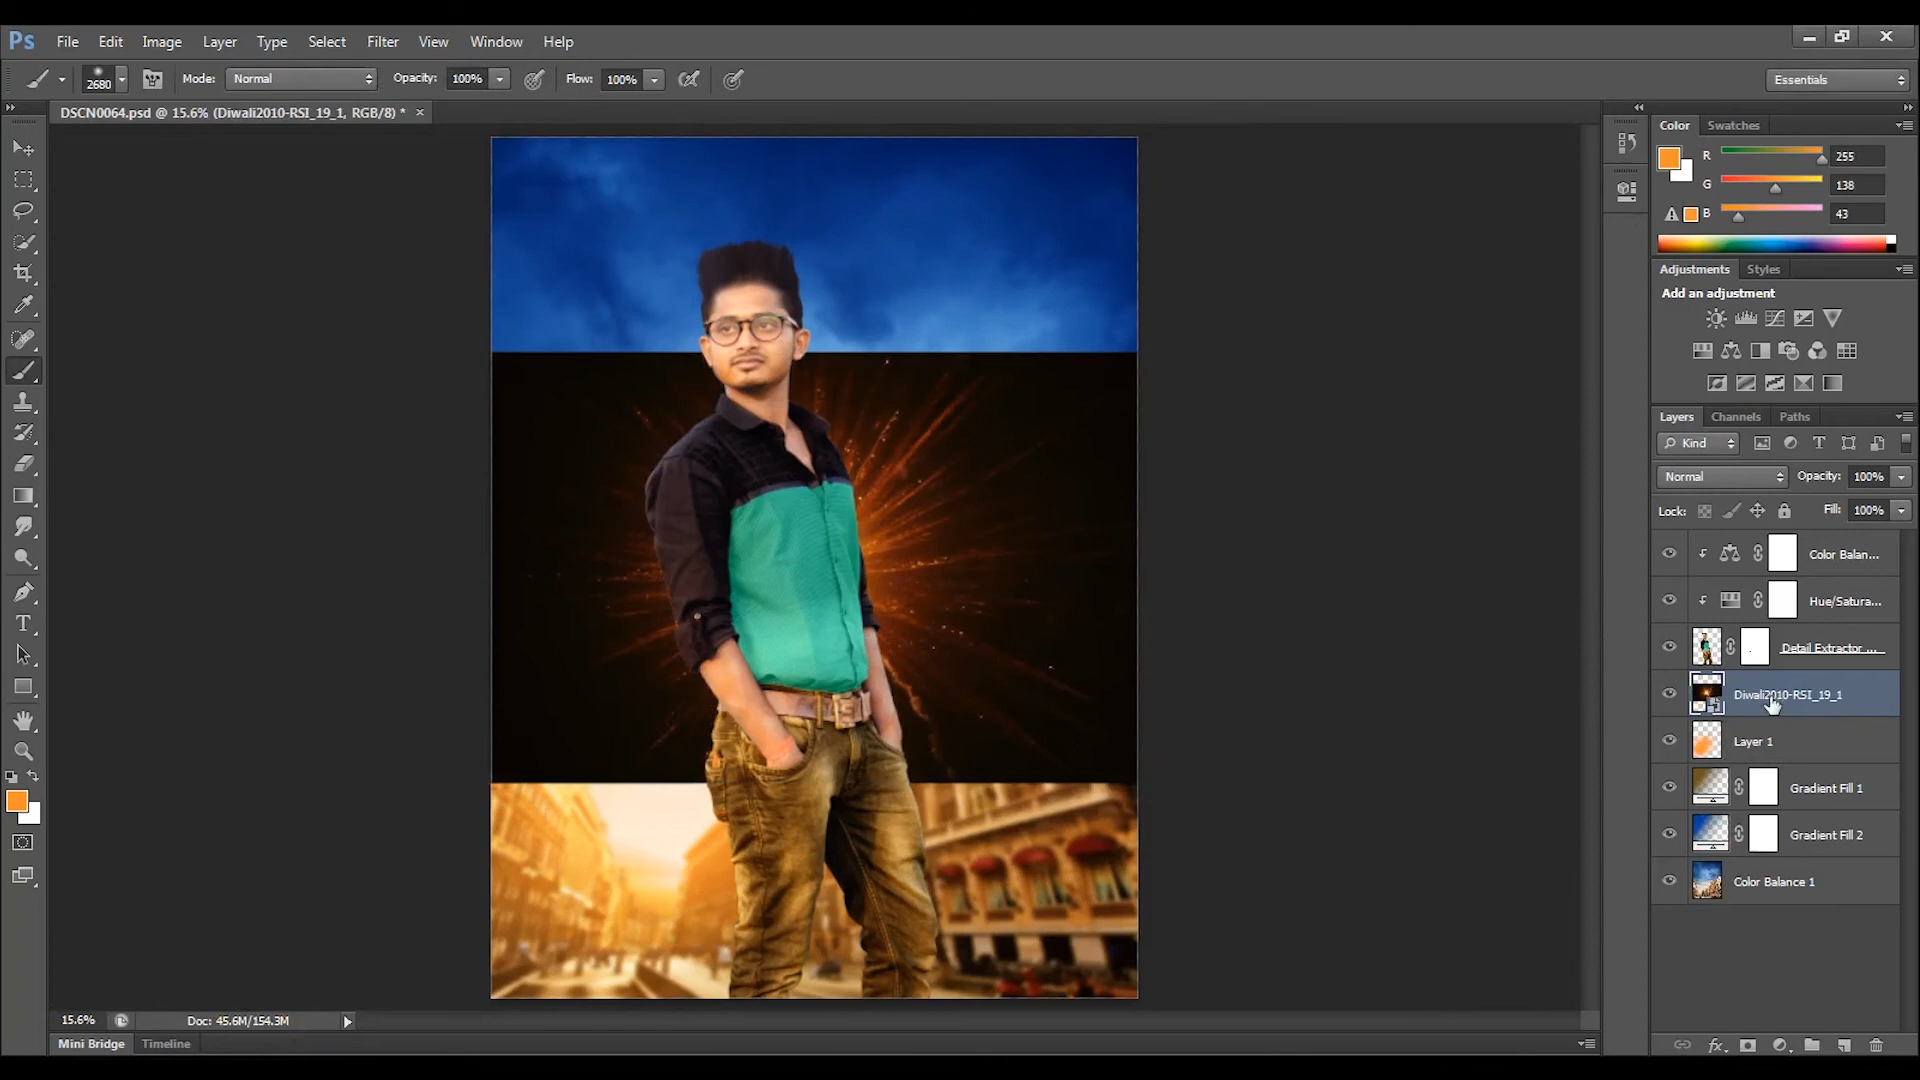 Ps File Edit Image Layer Type Select Filter View Window Help
2680 Mode: Normal Opacity: 100% Flow: 100% Essentials
DSCN0064.psd @ 15.6% (Diwali2010-RSI_19_1, RGB/8) * ×
Color Swatches
R 255
G 138
B 43
Adjustments Styles
Add an adjustment
Layers Channels Paths
Kind
Normal Opacity: 100%
Lock: Fill: 100%
Color Balan...
Hue/Satura...
Detail Extractor ...
Diwali2010-RSI_19_1
Layer 1
Gradient Fill 1
Gradient Fill 2
Color Balance 1
15.6% Doc: 45.6M/154.3M
Mini Bridge Timeline